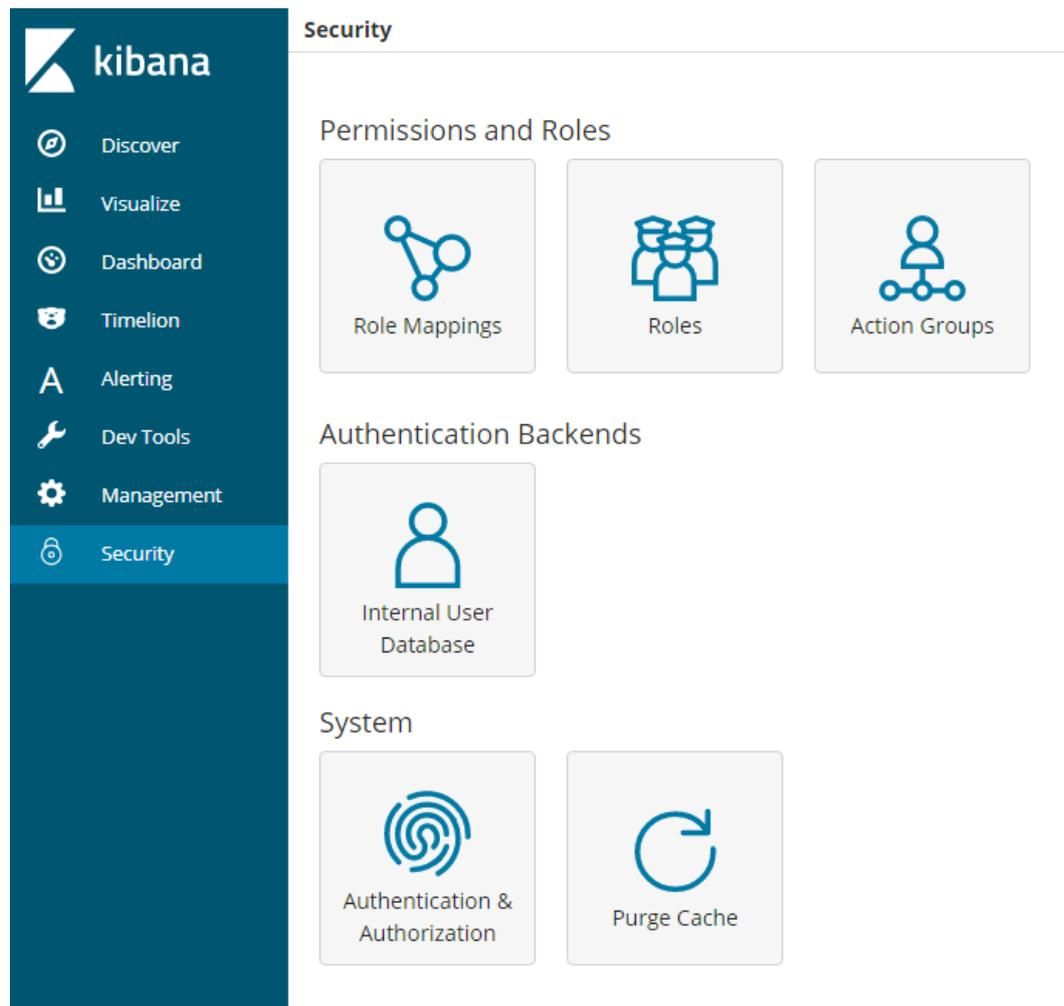 kibana
Discover
Visualize
Dashboard
Timelion
Alerting
Dev Tools
Management
Security
Security
Permissions and Roles
Role Mappings
Roles
Action Groups
Authentication Backends
Internal User
Database
System
Authentication &
Authorization
Purge Cache